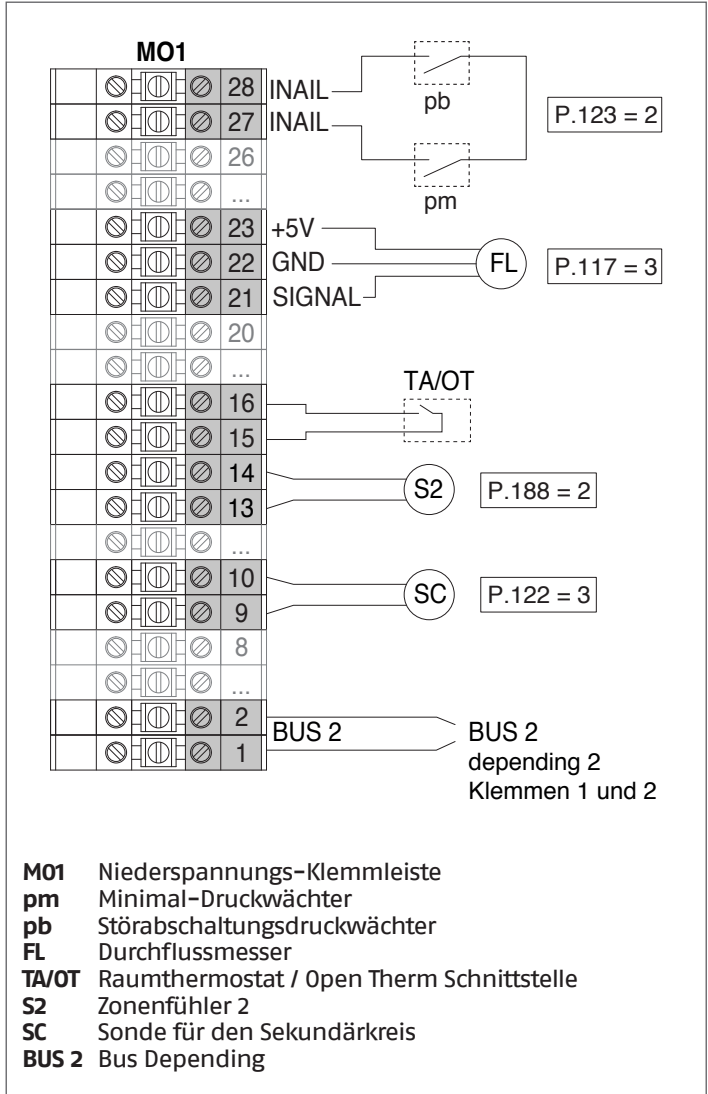 MO1
28 INAIL
pb
P.123 = 2
27 INAIL
26
pm
...
23 +5V
22 GND
FL
P.117 = 3
21 SIGNAL
20
...
TA/OT
16
15
14
S2
P.188 = 2
13
...
10
SC
P.122 = 3
9
8
...
2
BUS 2
BUS 2
1
depending 2
Klemmen 1 und 2
M01 Niederspannungs-Klemmleiste
pm Minimal-Druckwächter
pb Störabschaltungsdruckwächter
FL Durchflussmesser
TA/OT Raumthermostat / Open Therm Schnittstelle
S2 Zonenfühler 2
SC Sonde für den Sekundärkreis
BUS 2 Bus Depending